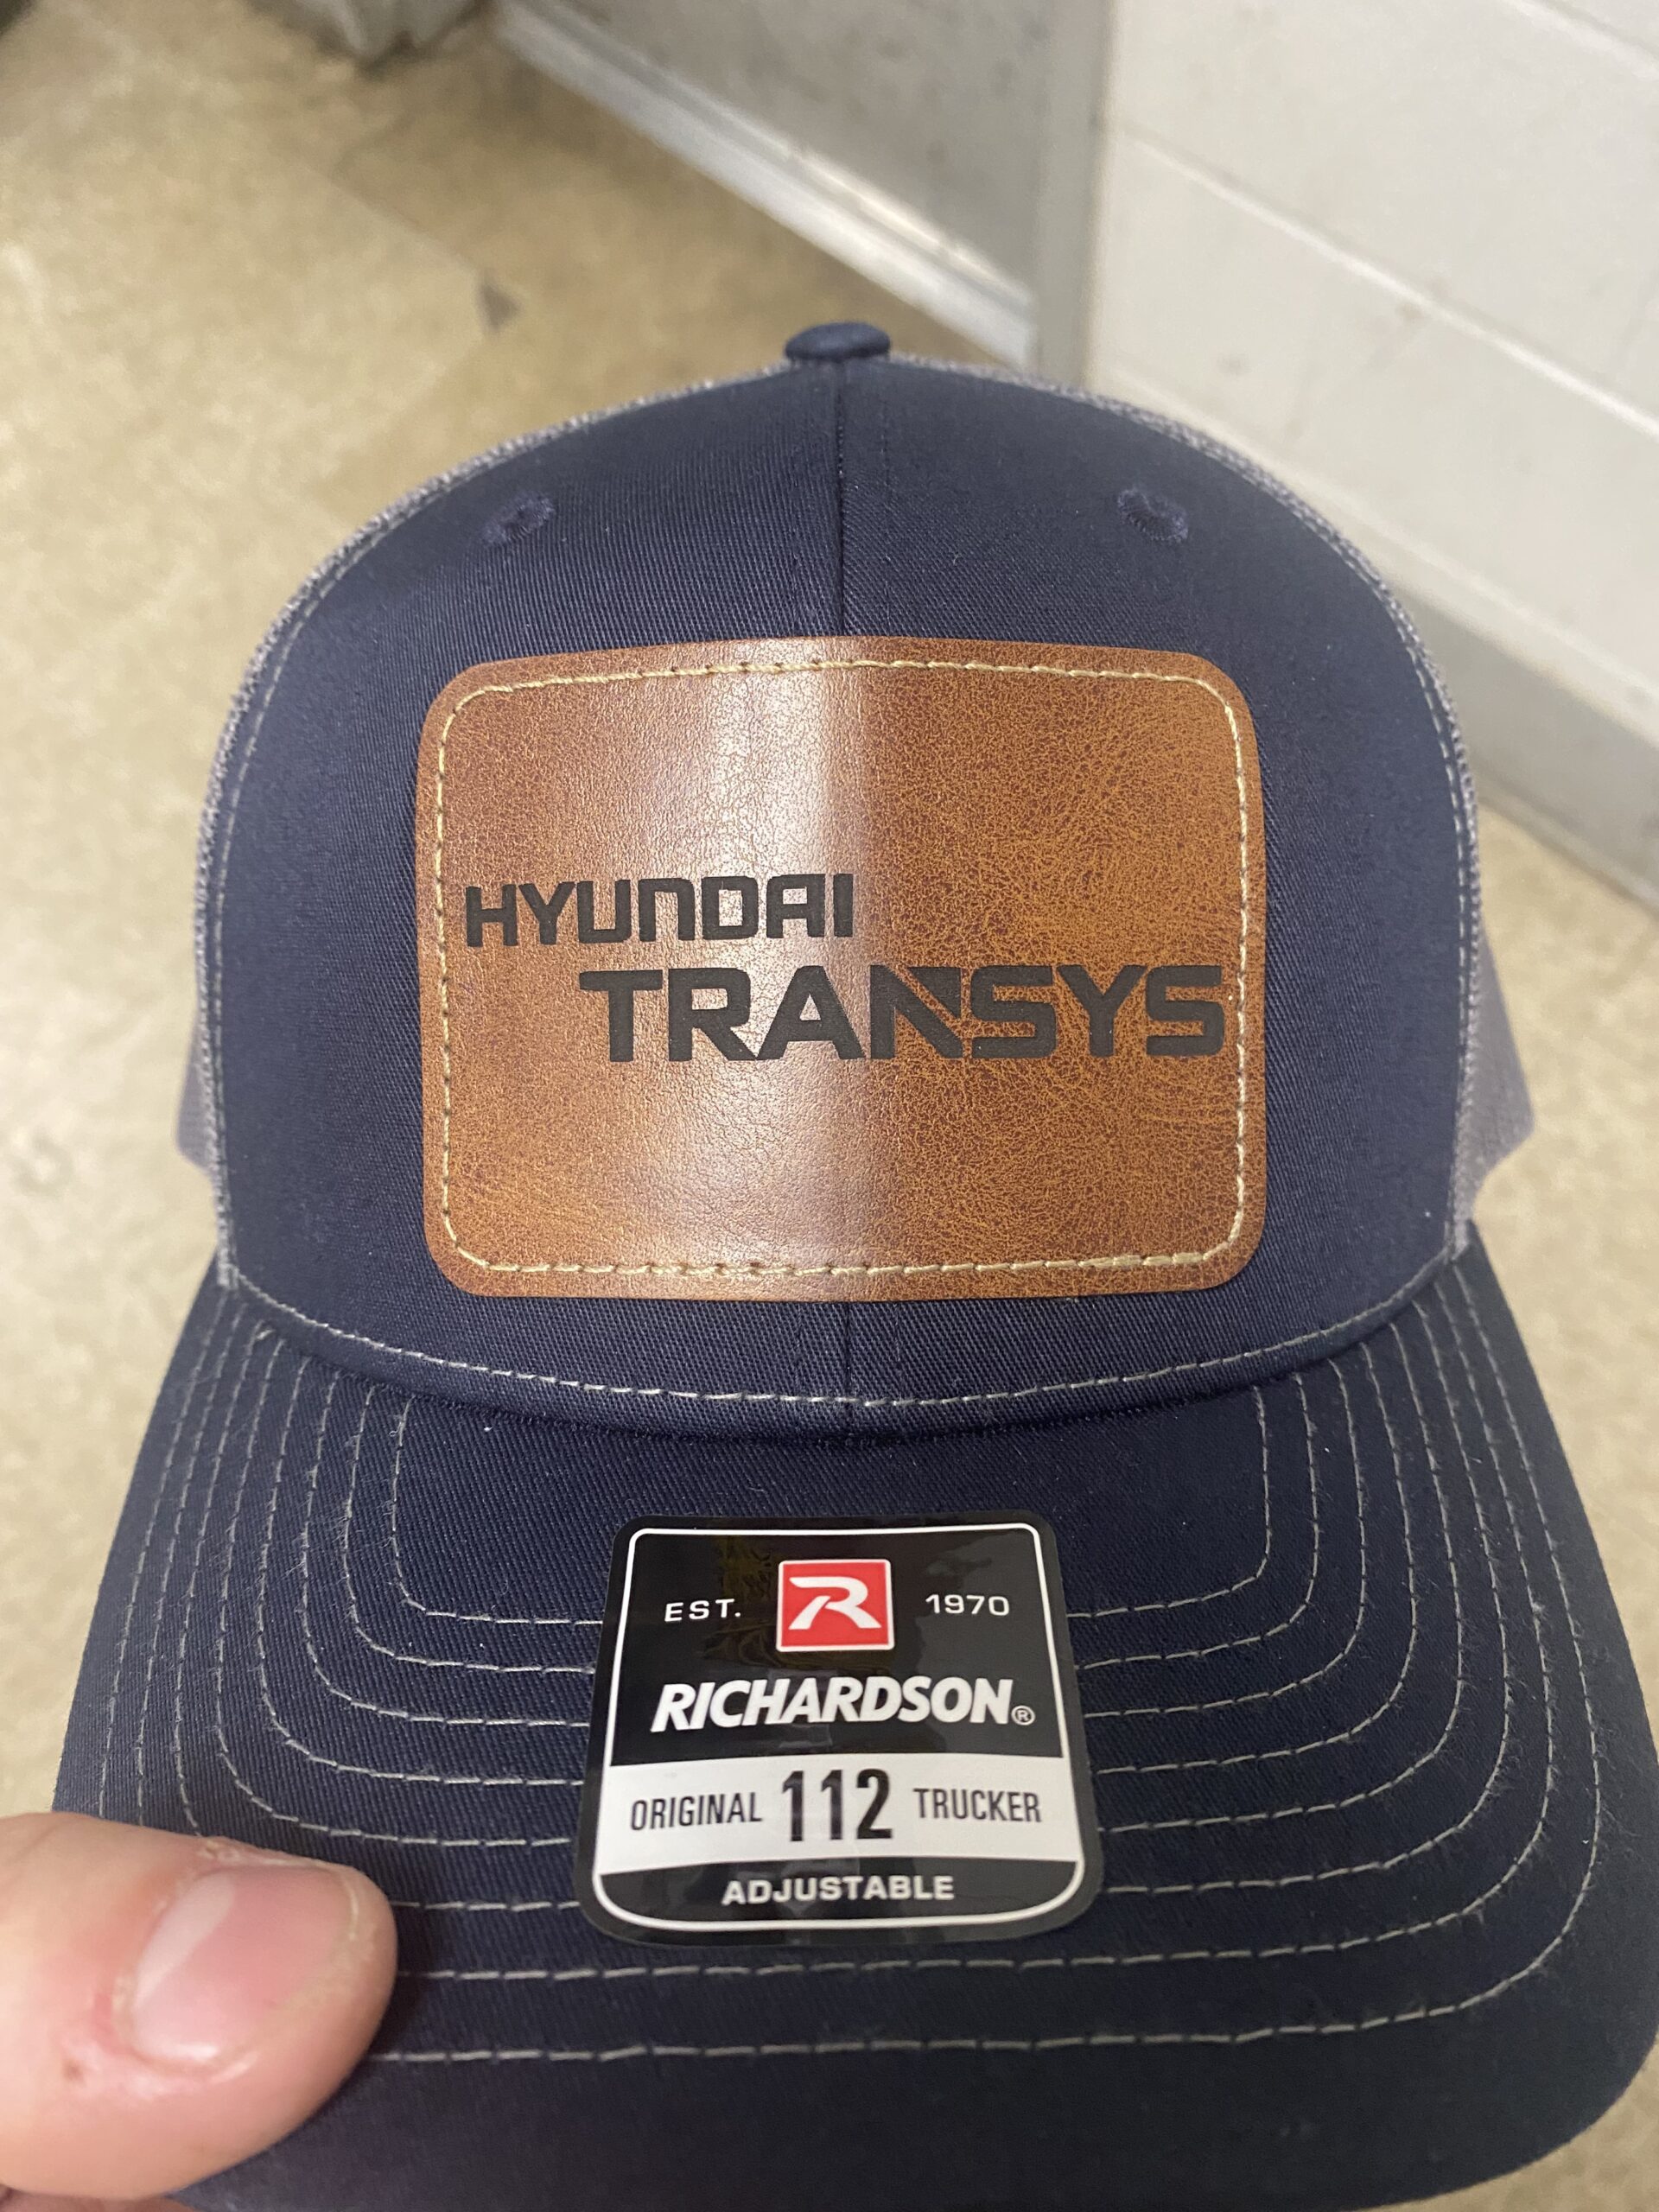 HYUNDAI
TRANSYS
EST. R 1970
RICHARDSON®
ORIGINAL 112 TRUCKER
ADJUSTABLE